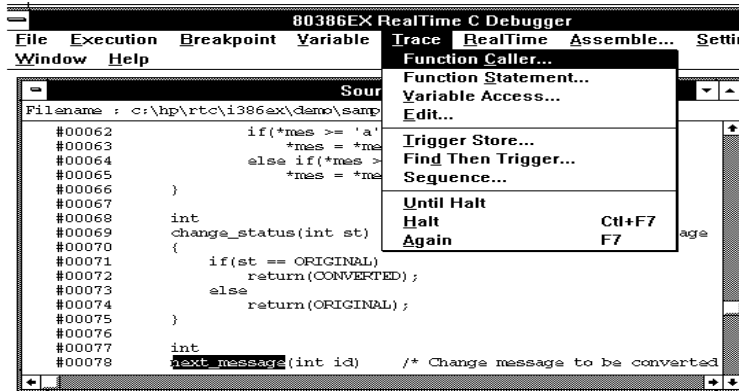 80386EX RealTime C Debugger
File Execution Breakpoint Variable Trace RealTime Assemble...
Window Help
Function Caller...
Function Statement...
Variable Access...
Edit...
Trigger Store...
Find Then Trigger...
Sequence...
Until Halt
Halt Ctl+F7
Again F7
Filename : c:\hp\rtc\i386ex\demo\samp
#00062 if(*mes >= 'a'
#00063 *mes = *me
#00064 else if(*mes >
#00065 *mes = *me
#00066 }
#00067
#00068 int
#00069 change_status(int st)
#00070 {
#00071 if(st == ORIGINAL)
#00072 return(CONVERTED);
#00073 else
#00074 return(ORIGINAL);
#00075 }
#00076
#00077 int
#00078 next_message(int id) /* Change message to be converted